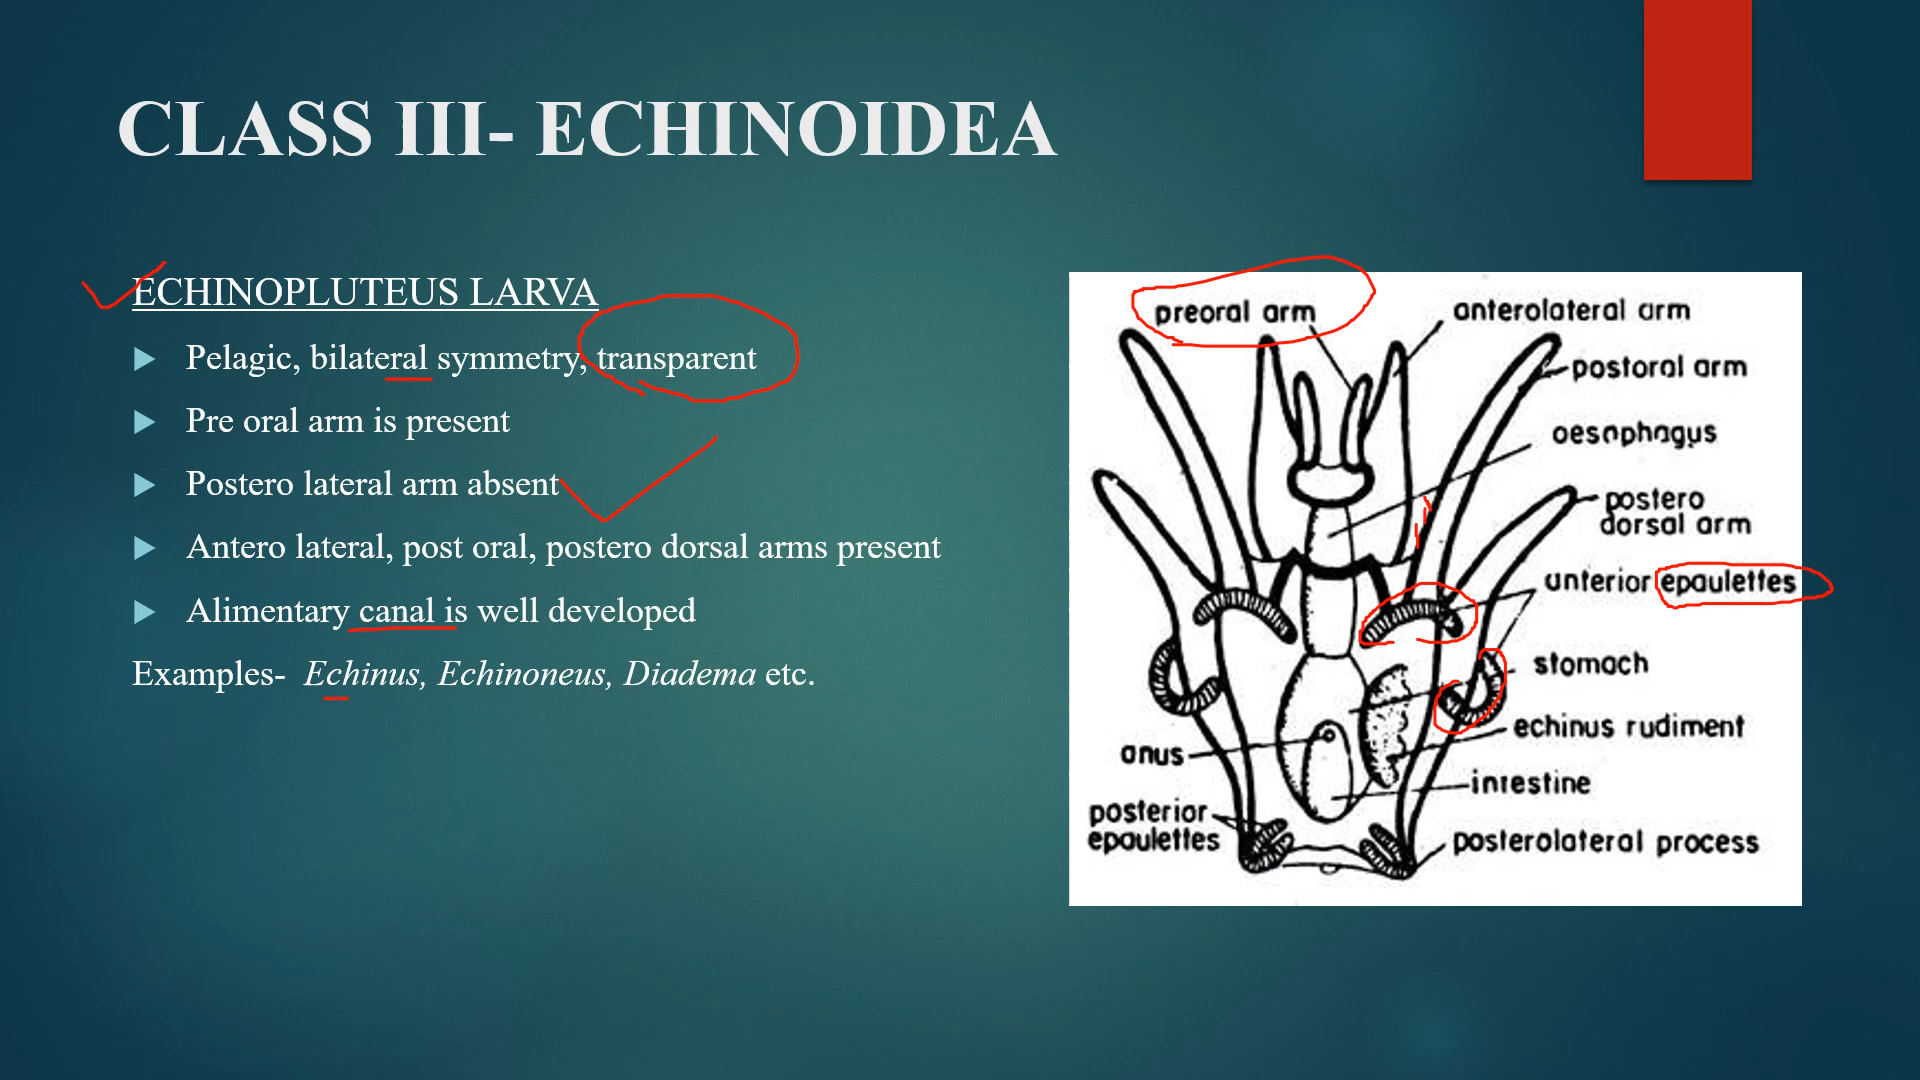 CLASS III- ECHINOIDEA
ECHINOPLUTEUS LARVA
Pelagic, bilateral symmetry, transparent
Pre oral arm is present
Postero lateral arm absent
Antero lateral, post oral, postero dorsal arms present
Alimentary canal is well developed
Examples- Echinus, Echinoneus, Diadema etc.
preoral arm
anterolateral arm
postoral arm
oesophagus
postero
dorsal arm
anterior epaulettes
stomach
echinus rudiment
anus
intestine
posterior
epaulettes
posterolateral process